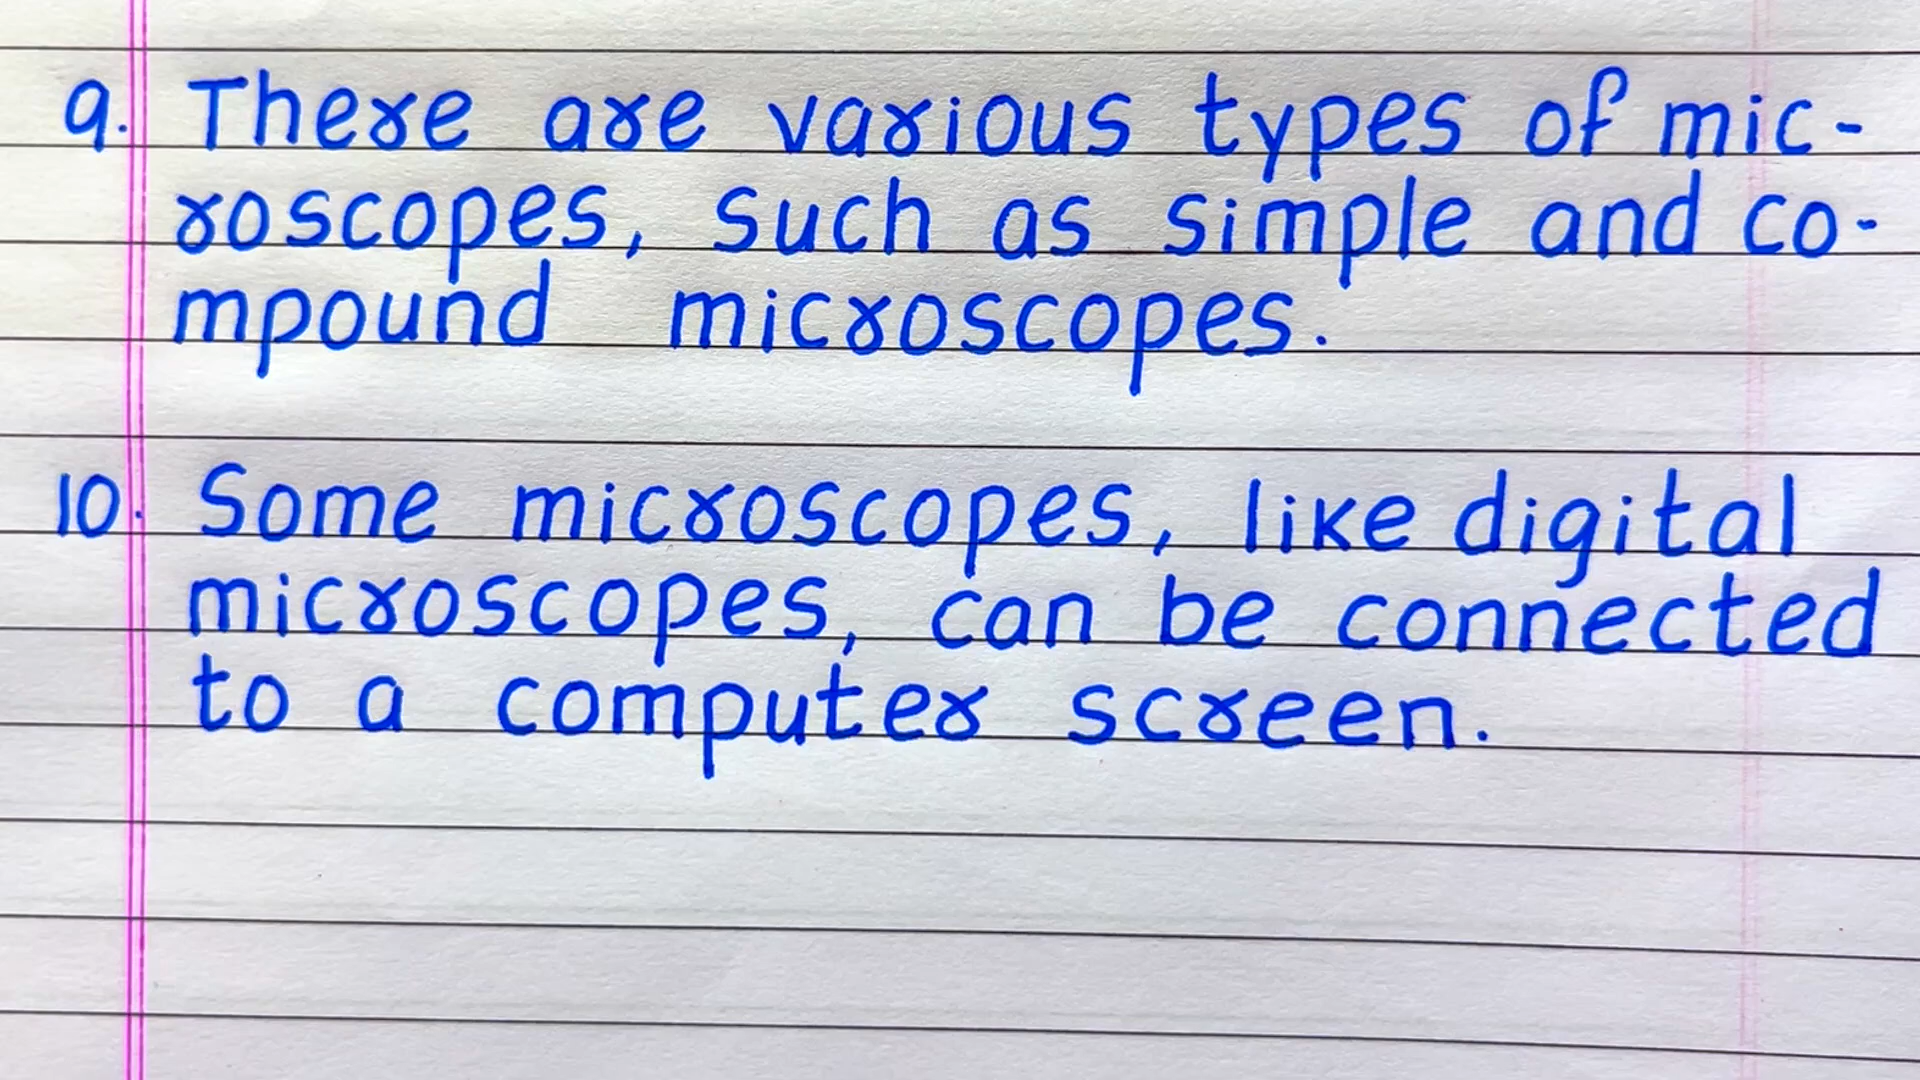 9. There are various types of mic-
roscopes, such as simple and co-
mpound microscopes.
10. Some microscopes, like digital
microscopes, can be connected
to a computer screen.